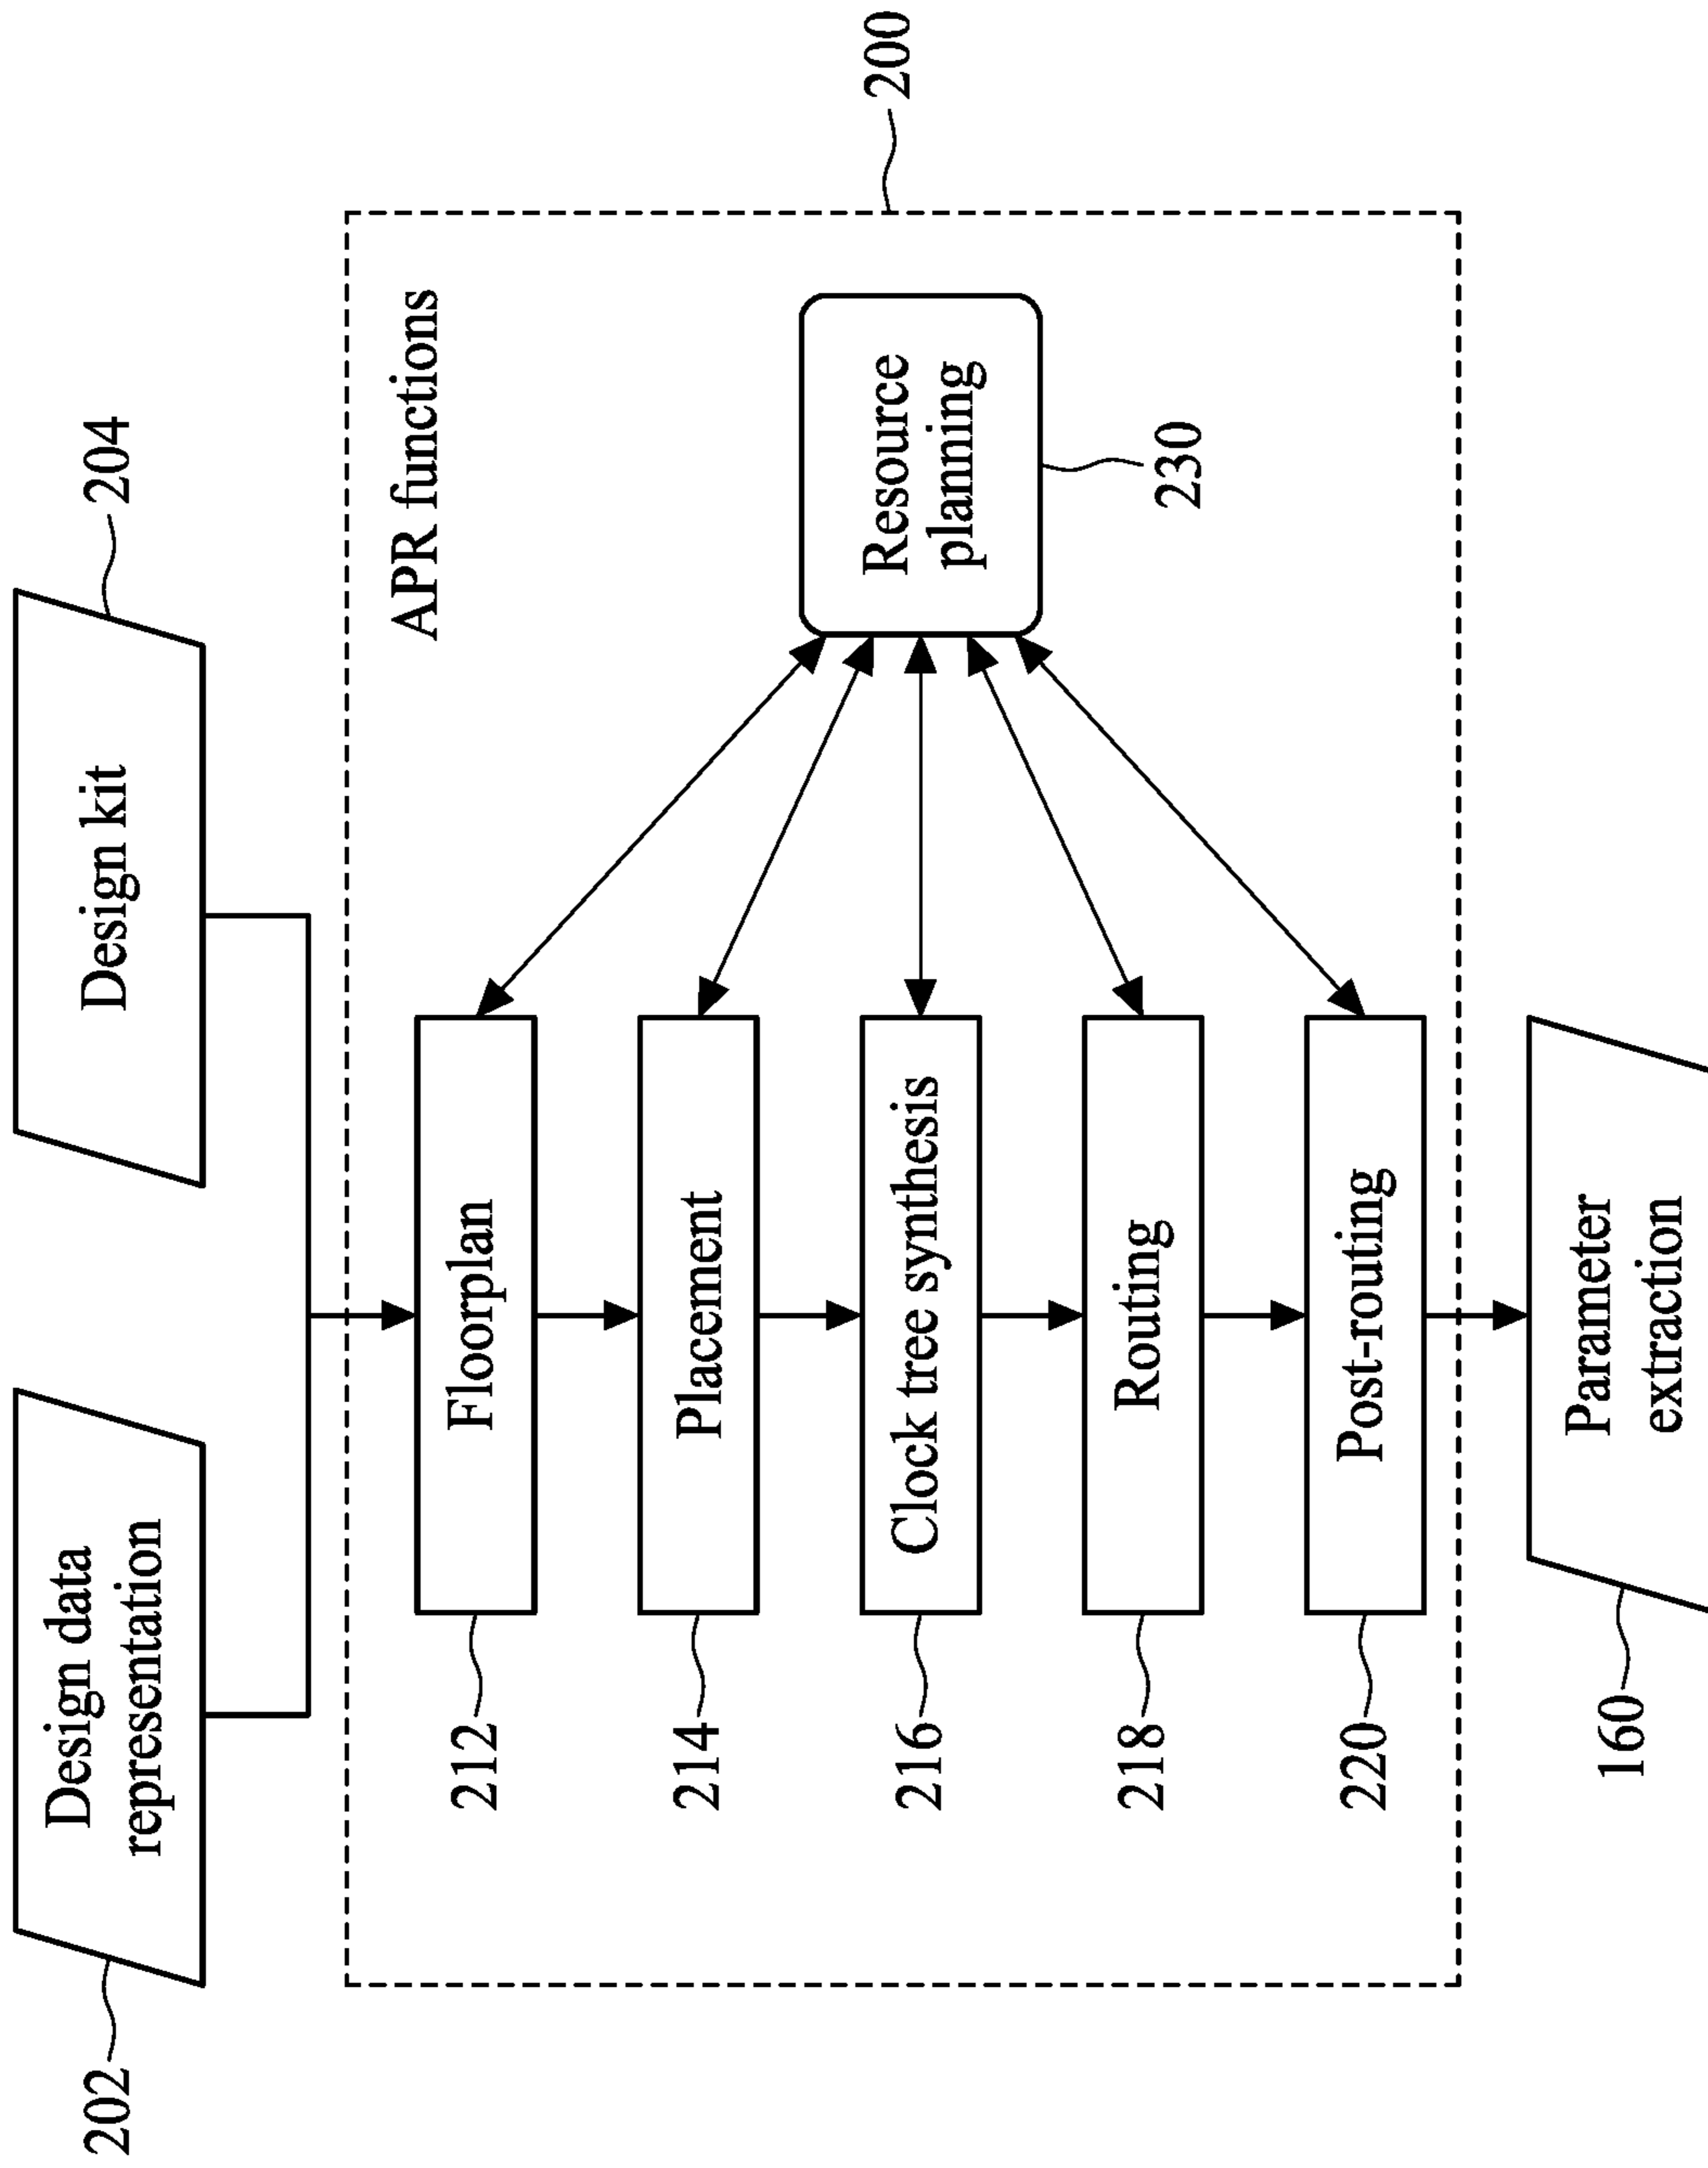 Design data
representation
202
Design kit
204
APR functions
200
Floorplan
212
Placement
214
Clock tree synthesis
216
Routing
218
Post-routing
220
Resource
planning
230
Parameter
extraction
160